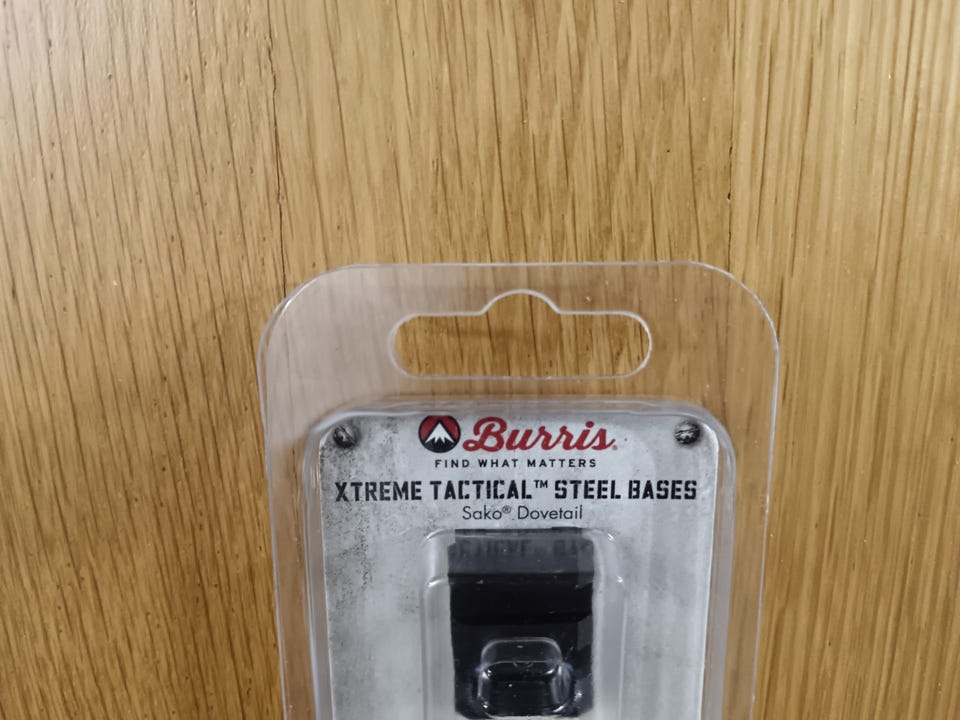 Burris.
FIND WHAT MATTERS
XTREME TACTICAL™ STEEL BASES
Sako® Dovetail